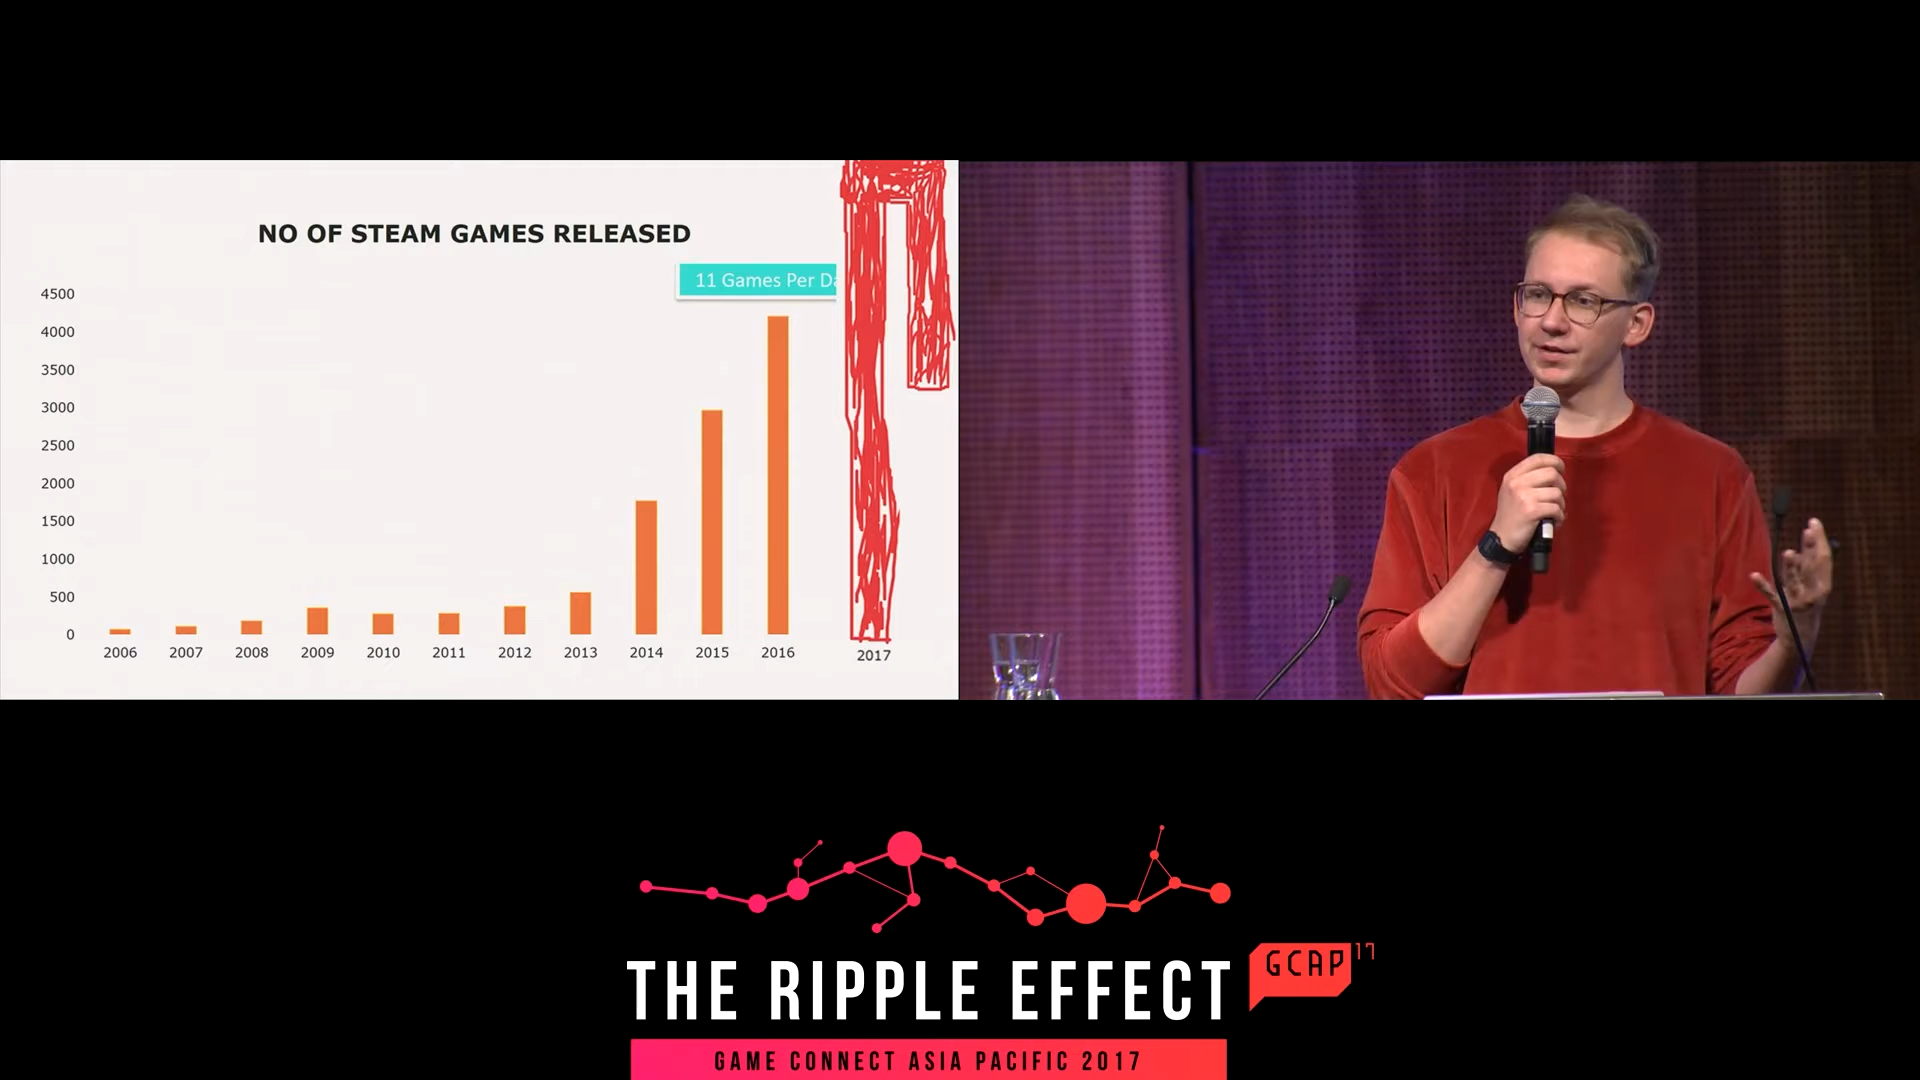 NO OF STEAM GAMES RELEASED
11 Games Per Da
4500
4000
3500
3000
2500
2000
1500
1000
500
0
2006 2007 2008 2009 2010 2011 2012 2013 2014 2015 2016 2017
THE RIPPLE EFFECT
GCAP 17
GAME CONNECT ASIA PACIFIC 2017